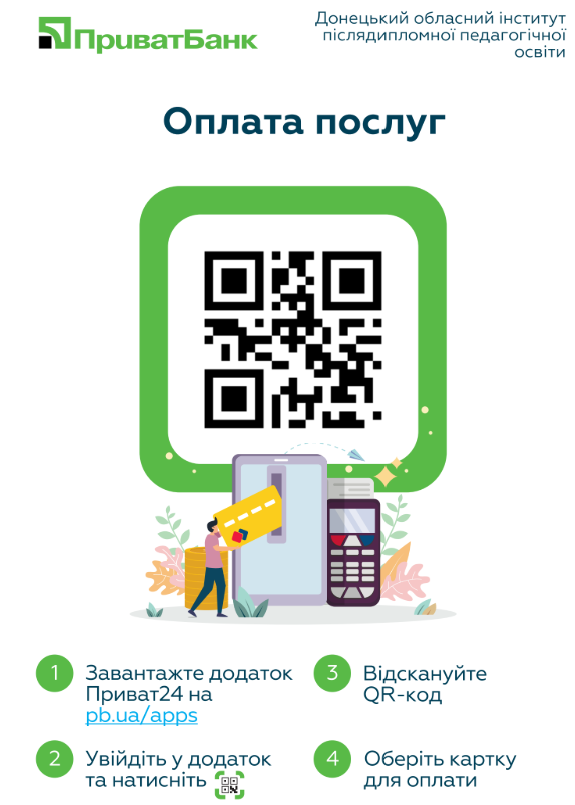 ПриватБанк
Донецький обласний інститут
післядипломної педагогічної
освіти
Оплата послуг
1
Завантажте додаток
Приват24 на
pb.ua/apps
2
Увійдіть у додаток
та натисніть
3
Відскануйте
QR-код
4
Оберіть картку
для оплати